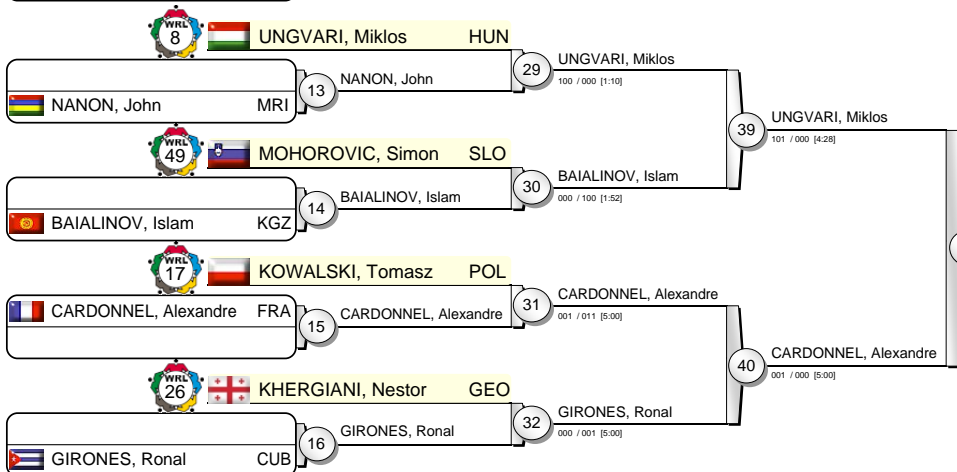 WRL
8
UNGVARI, Miklos HUN
NANON, John MRI
13
NANON, John
29
UNGVARI, Miklos
100 / 000 [1:10]
WRL
49
MOHOROVIC, Simon SLO
BAIALINOV, Islam KGZ
14
BAIALINOV, Islam
30
BAIALINOV, Islam
000 / 100 [1:52]
39
UNGVARI, Miklos
101 / 000 [4:28]
WRL
17
KOWALSKI, Tomasz POL
CARDONNEL, Alexandre FRA
15
CARDONNEL, Alexandre
31
CARDONNEL, Alexandre
001 / 011 [5:00]
WRL
26
KHERGIANI, Nestor GEO
GIRONES, Ronal CUB
16
GIRONES, Ronal
32
GIRONES, Ronal
000 / 001 [5:00]
40
CARDONNEL, Alexandre
001 / 000 [5:00]